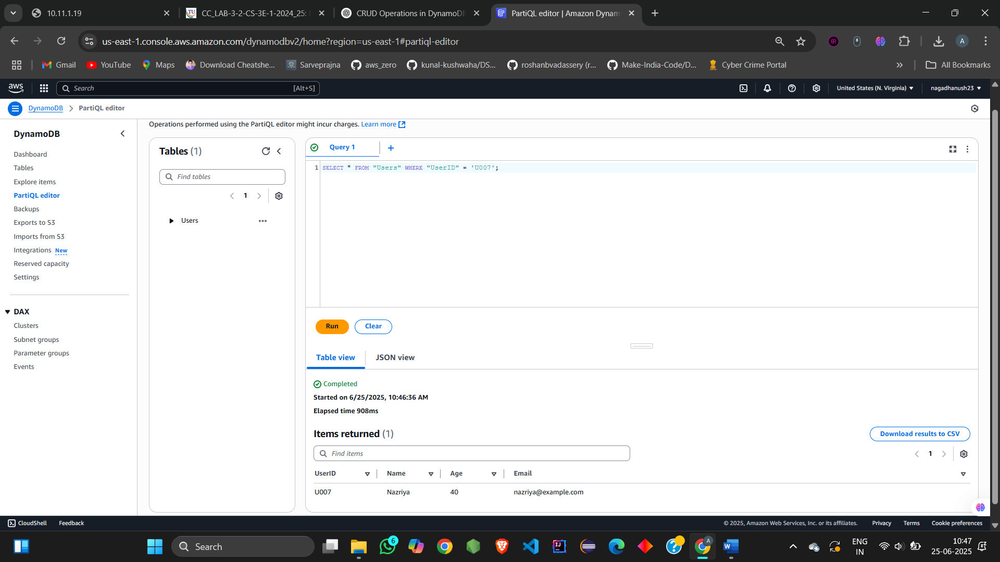 10.11.1.19
CC_LAB-3-2-CS-3E-1-2024_25:
CRUD Operations in DynamoDB
PartiQL editor | Amazon Dynam
us-east-1.console.aws.amazon.com/dynamodbv2/home?region=us-east-1#partiql-editor
ER
A
Gmail
YouTube
Maps
Download Cheatshe...
Sarveprajna
aws_zero
kunal-kushwaha/DS...
roshanbvadassery (r...
Make-India-Code/D...
Cyber Crime Portal
All Bookmarks
aws
Search
[Alt+S]
United States (N. Virginia)
nagadhanush23
DynamoDB
PartiQL editor
DynamoDB
Dashboard
Tables
Explore items
PartiQL editor
Backups
Exports to S3
Imports from S3
Integrations New
Reserved capacity
Settings
DAX
Clusters
Subnet groups
Parameter groups
Events
Operations performed using the PartiQL editor might incur charges. Learn more
Tables (1)
Find tables
1
Users
Query 1
1 SELECT * FROM "Users" WHERE "UserID" = 'U007';
Run
Clear
Table view
JSON view
Completed
Started on 6/25/2025, 10:46:36 AM
Elapsed time 908ms
Items returned (1)
Download results to CSV
Find items
1
UserID Name Age Email
U007 Nazriya 40 nazriya@example.com
CloudShell
Feedback
© 2025, Amazon Web Services, Inc. or its affiliates.
Privacy
Terms
Cookie preferences
Search
6
A
ENG
IN
10:47
25-06-2025